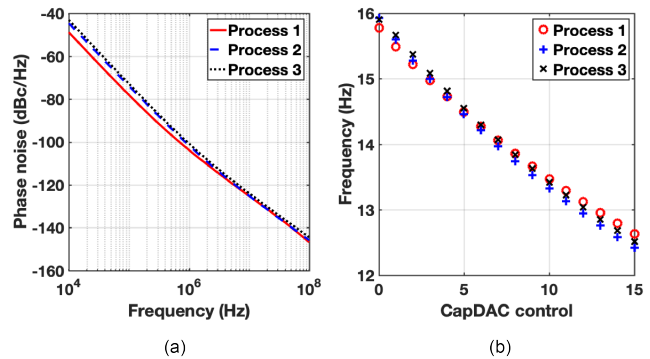 -40
-60
-80
-100
-120
-140
-160
Phase noise (dBc/Hz)
Process 1
Process 2
Process 3
10^4
10^6
10^8
Frequency (Hz)
(a)
16
15
14
13
12
Frequency (Hz)
Process 1
Process 2
Process 3
0
5
10
15
CapDAC control
(b)